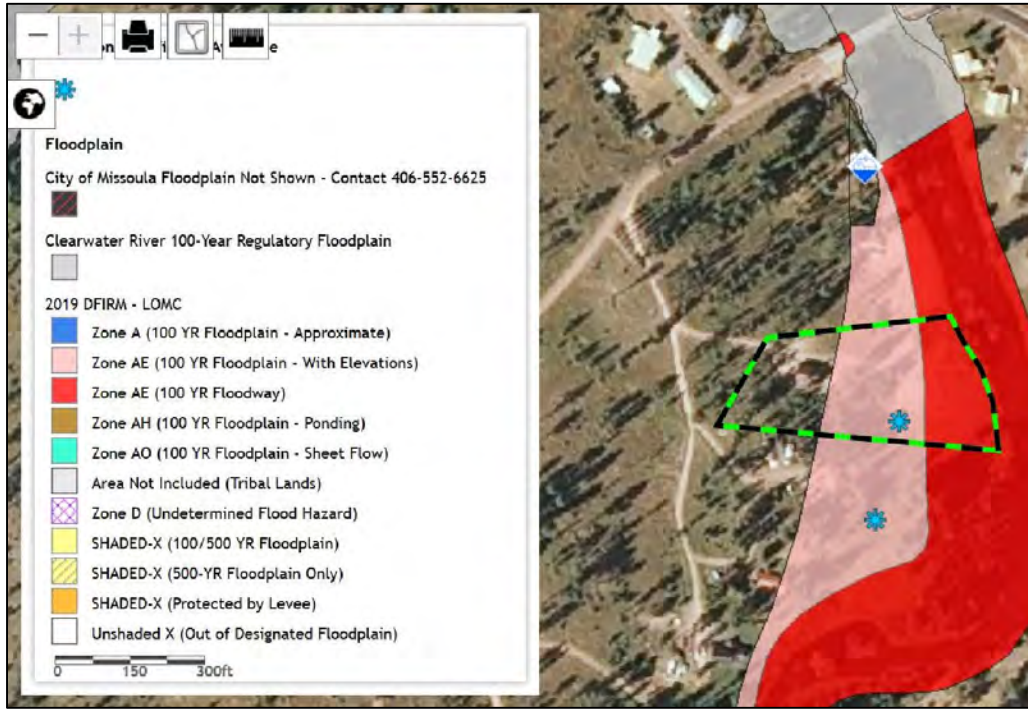 Floodplain
City of Missoula Floodplain Not Shown - Contact 406-552-6625
Clearwater River 100-Year Regulatory Floodplain
2019 DFIRM - LOMC
Zone A (100 YR Floodplain - Approximate)
Zone AE (100 YR Floodplain - With Elevations)
Zone AE (100 YR Floodway)
Zone AH (100 YR Floodplain - Ponding)
Zone AO (100 YR Floodplain - Sheet Flow)
Area Not Included (Tribal Lands)
Zone D (Undetermined Flood Hazard)
SHADED-X (100/500 YR Floodplain)
SHADED-X (500-YR Floodplain Only)
SHADED-X (Protected by Levee)
Unshaded X (Out of Designated Floodplain)
0 150 300ft